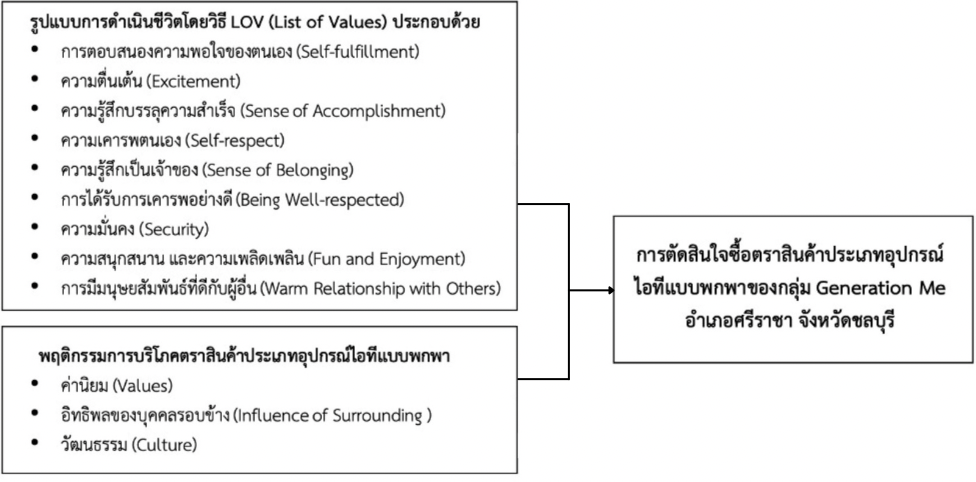 รูปแบบการดำเนินชีวิตโดยวิธี LOV (List of Values) ประกอบด้วย
• การตอบสนองความพอใจของตนเอง (Self-fulfillment)
• ความตื่นเต้น (Excitement)
• ความรู้สึกบรรลุความสำเร็จ (Sense of Accomplishment)
• ความเคารพตนเอง (Self-respect)
• ความรู้สึกเป็นเจ้าของ (Sense of Belonging)
• การได้รับการเคารพอย่างดี (Being Well-respected)
• ความมั่นคง (Security)
• ความสนุกสนาน และความเพลิดเพลิน (Fun and Enjoyment)
• การมีมนุษยสัมพันธ์ที่ดีกับผู้อื่น (Warm Relationship with Others)
พฤติกรรมการบริโภคตราสินค้าประเภทอุปกรณ์ไอทีแบบพกพา
• ค่านิยม (Values)
• อิทธิพลของบุคคลรอบข้าง (Influence of Surrounding )
• วัฒนธรรม (Culture)
การตัดสินใจซื้อตราสินค้าประเภทอุปกรณ์
ไอทีแบบพกพาของกลุ่ม Generation Me
อำเภอศรีราชา จังหวัดชลบุรี